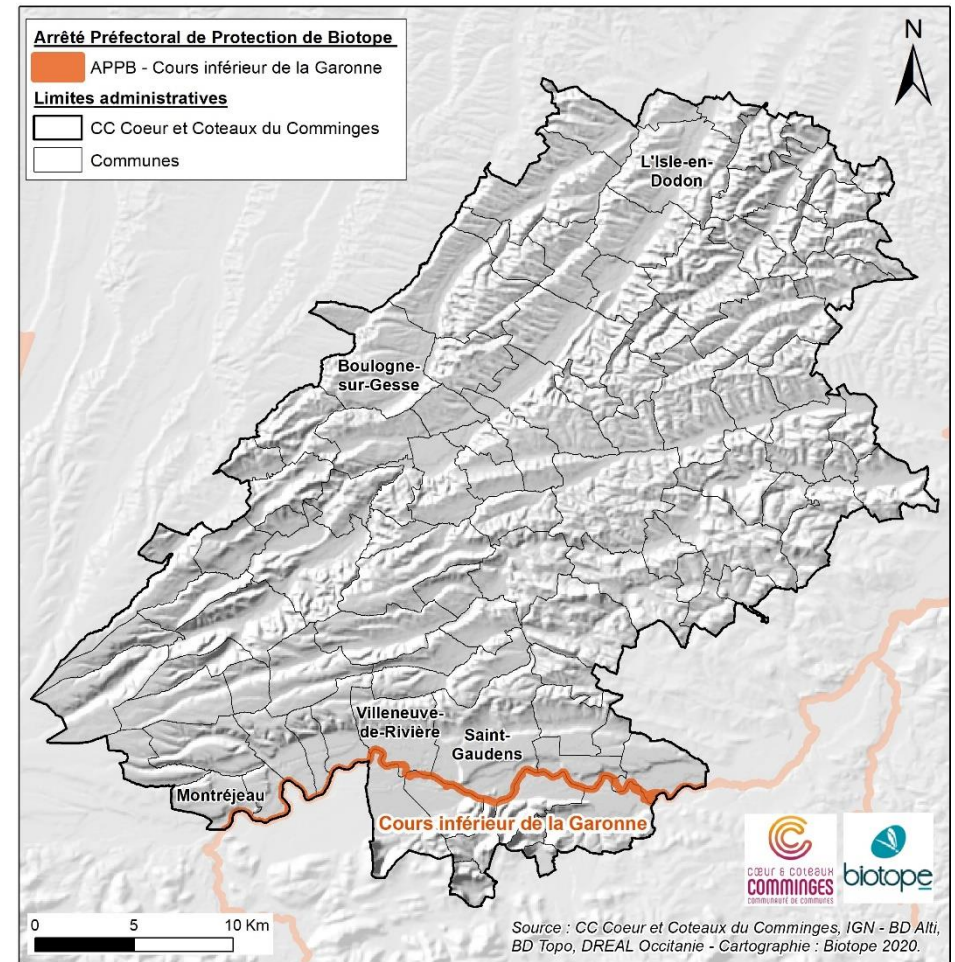 Arrêté Préfectoral de Protection de Biotope
APPB - Cours inférieur de la Garonne
Limites administratives
CC Coeur et Coteaux du Comminges
Communes
N
L'Isle-en-
Dodon
Boulogne-
sur-Gesse
Villeneuve-
de-Rivière
Saint-
Gaudens
Montréjeau
Cours inférieur de la Garonne
cœur & coteaux
COMMINGES
COMMUNAUTÉ DE COMMUNES
biotope
0 5 10 Km
Source : CC Coeur et Coteaux du Comminges, IGN - BD Alti,
BD Topo, DREAL Occitanie - Cartographie : Biotope 2020.